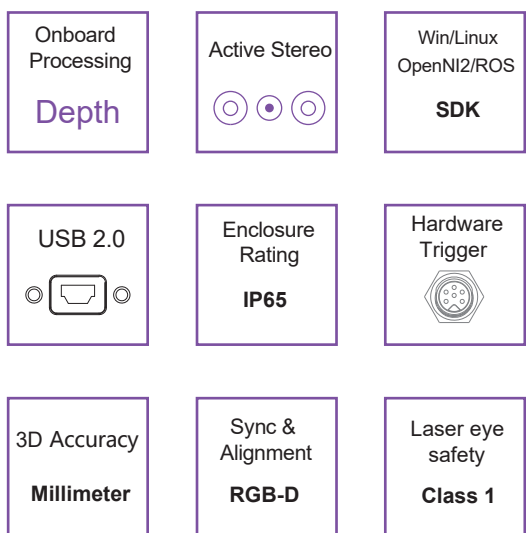 Onboard
Processing
Depth
Active Stereo
Win/Linux
OpenNI2/ROS
SDK
USB 2.0
Enclosure
Rating
IP65
Hardware
Trigger
3D Accuracy
Millimeter
Sync &
Alignment
RGB-D
Laser eye
safety
Class 1